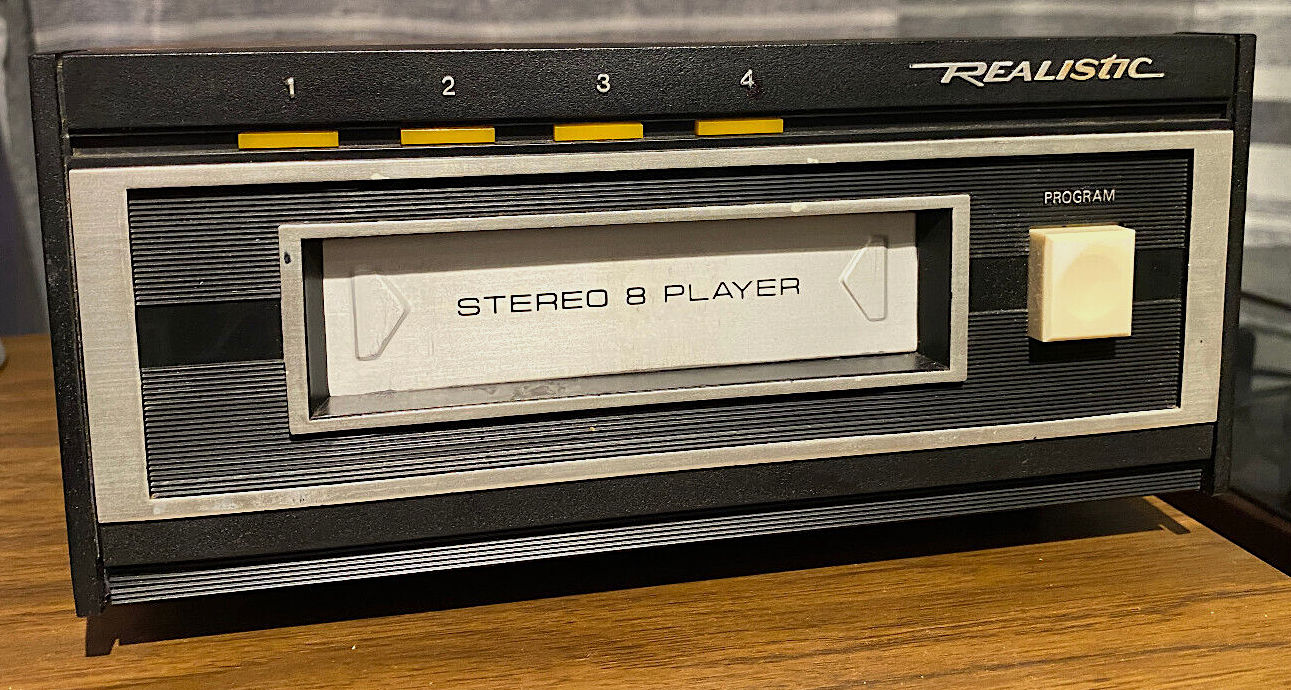 1 2 3 4
REALISTIC
PROGRAM
STEREO 8 PLAYER